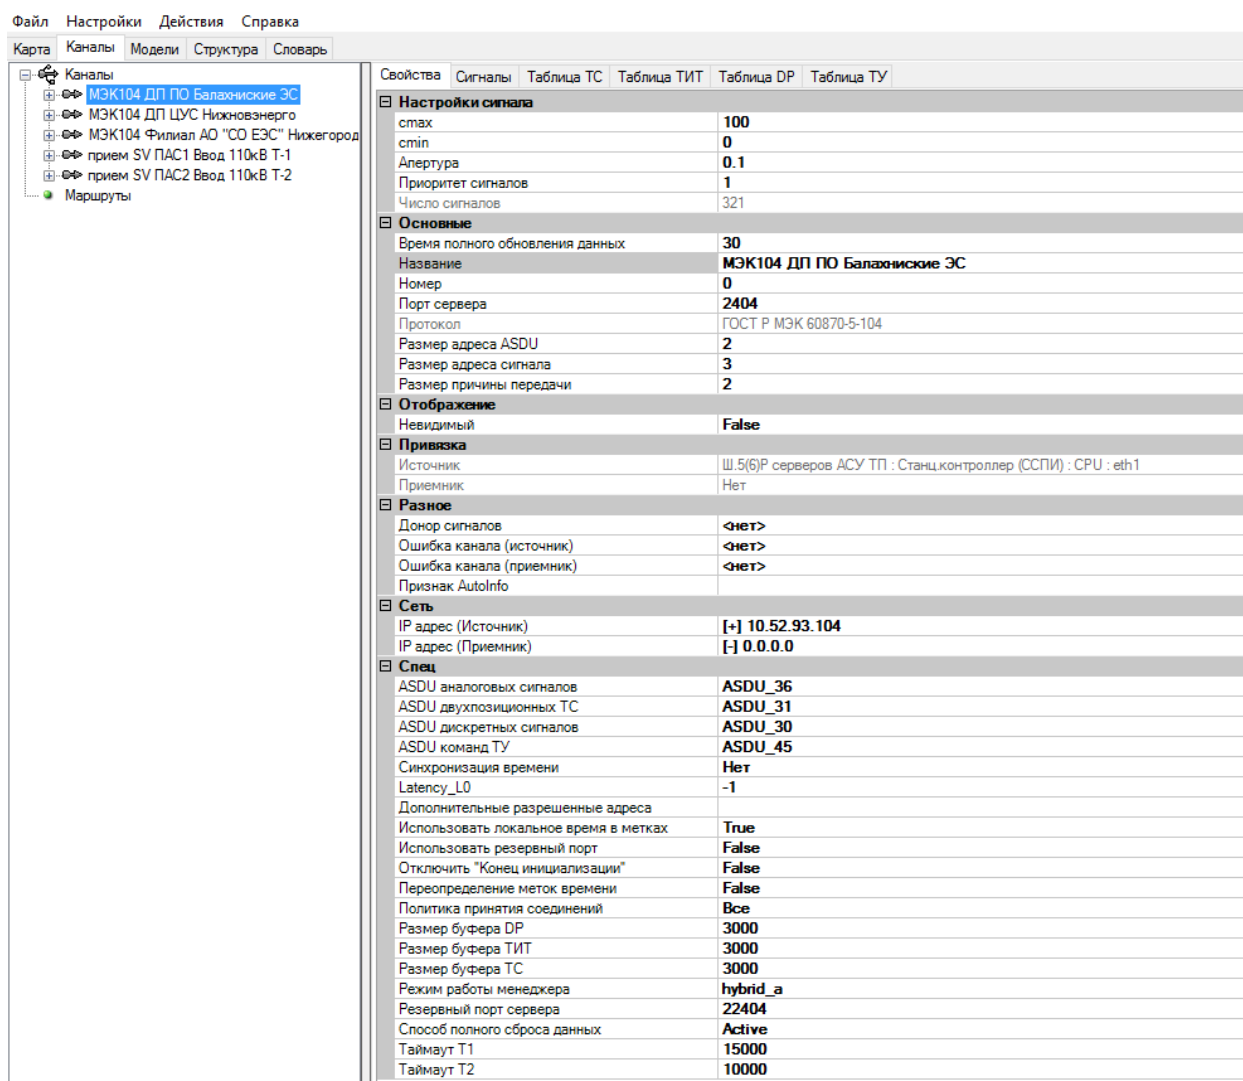 Файл Настройки Действия Справка
Карта Каналы Модели Структура Словарь
Каналы
МЭК104 ДП ПО Балахниские ЭС
МЭК104 ДП ЦУС Нижновэнерго
МЭК104 Филиал АО "СО ЕЭС" Нижегород
прием SV ПАС1 Ввод 110кВ Т-1
прием SV ПАС2 Ввод 110кВ Т-2
Маршруты
Свойства Сигналы Таблица ТС Таблица ТИТ Таблица DP Таблица ТУ
Настройки сигнала
cmax 100
cmin 0
Апертура 0.1
Приоритет сигналов 1
Число сигналов 321
Основные
Время полного обновления данных 30
Название МЭК104 ДП ПО Балахниские ЭС
Номер 0
Порт сервера 2404
Протокол ГОСТ Р МЭК 60870-5-104
Размер адреса ASDU 2
Размер адреса сигнала 3
Размер причины передачи 2
Отображение
Невидимый False
Привязка
Источник Ш.5(6)Р серверов АСУ ТП : Станц.контроллер (ССПИ) : CPU : eth1
Приемник Нет
Разное
Донор сигналов <нет>
Ошибка канала (источник) <нет>
Ошибка канала (приемник) <нет>
Признак AutoInfo
Сеть
IP адрес (Источник) [+] 10.52.93.104
IP адрес (Приемник) [-] 0.0.0.0
Спец
ASDU аналоговых сигналов ASDU_36
ASDU двухпозиционных ТС ASDU_31
ASDU дискретных сигналов ASDU_30
ASDU команд ТУ ASDU_45
Синхронизация времени Нет
Latency_L0 -1
Дополнительные разрешенные адреса
Использовать локальное время в метках True
Использовать резервный порт False
Отключить "Конец инициализации" False
Переопределение меток времени False
Политика принятия соединений Все
Размер буфера DP 3000
Размер буфера ТИТ 3000
Размер буфера ТС 3000
Режим работы менеджера hybrid_a
Резервный порт сервера 22404
Способ полного сброса данных Active
Таймаут T1 15000
Таймаут T2 10000